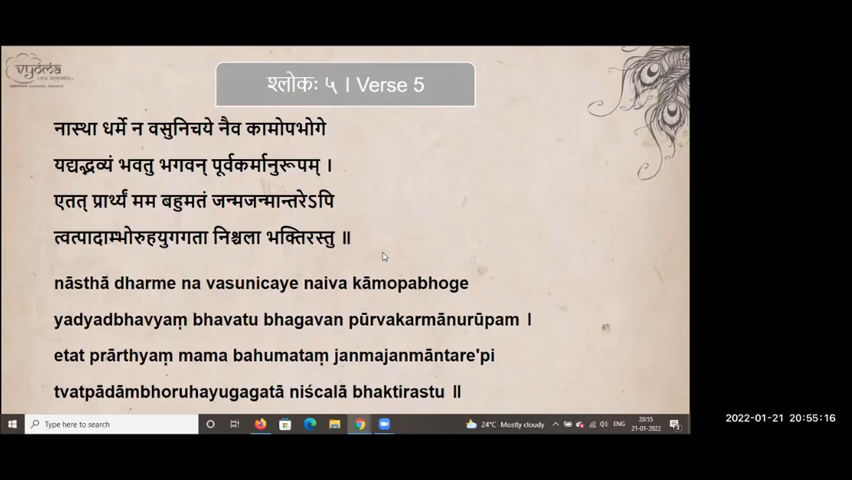 vyoma
श्लोकः ५ । Verse 5
नास्था धर्मे न वसुनिचये नैव कामोपभोगे
यद्यद्भव्यं भवतु भगवन् पूर्वकर्मानुरूपम् ।
एतत् प्रार्थ्यं मम बहुमतं जन्मजन्मान्तरेऽपि
त्वत्पादाम्भोरुहयुगगता निश्चला भक्तिरस्तु ॥
nāsthā dharme na vasunicaye naiva kāmopabhoge
yadyadbhavyaṃ bhavatu bhagavan pūrvakarmānurūpam ।
etat prārthyaṃ mama bahumataṃ janmajanmāntare'pi
tvatpādāmbhoruhayugagatā niścalā bhaktirastu ॥
Type here to search
24°C Mostly cloudy
ENG
20:55
21-01-2022
2022-01-21 20:55:16